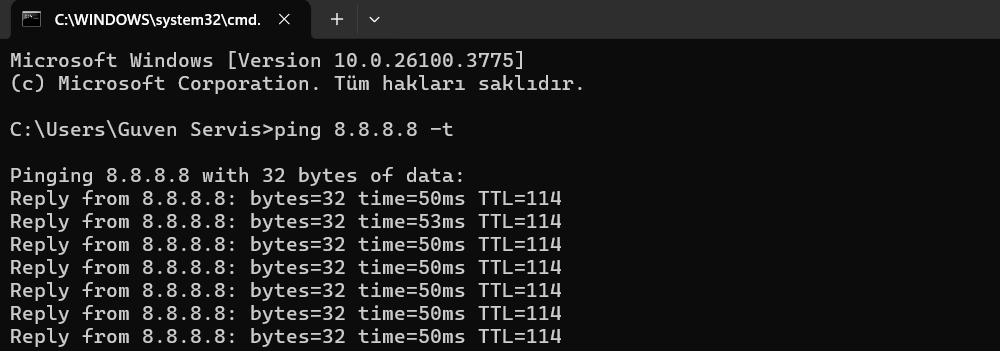 C:\WINDOWS\system32\cmd.
Microsoft Windows [Version 10.0.26100.3775]
(c) Microsoft Corporation. Tüm hakları saklıdır.
C:\Users\Guven Servis>ping 8.8.8.8 -t
Pinging 8.8.8.8 with 32 bytes of data:
Reply from 8.8.8.8: bytes=32 time=50ms TTL=114
Reply from 8.8.8.8: bytes=32 time=53ms TTL=114
Reply from 8.8.8.8: bytes=32 time=50ms TTL=114
Reply from 8.8.8.8: bytes=32 time=50ms TTL=114
Reply from 8.8.8.8: bytes=32 time=50ms TTL=114
Reply from 8.8.8.8: bytes=32 time=50ms TTL=114
Reply from 8.8.8.8: bytes=32 time=50ms TTL=114